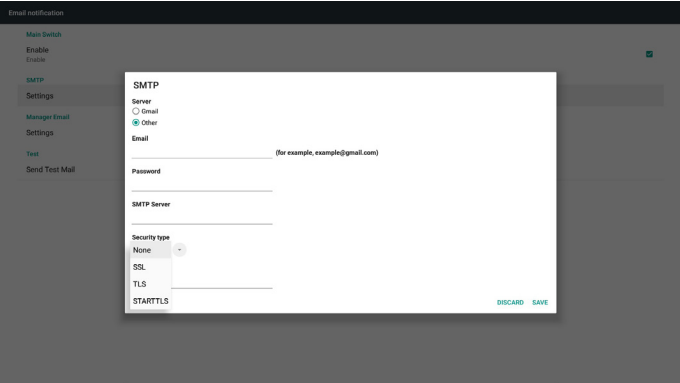 Email notification
Main Switch
Enable
Enable
SMTP
Settings
Manager Email
Settings
Test
Send Test Mail
SMTP
Server
Gmail
Other
Email
(for example, example@gmail.com)
Password
SMTP Server
Security type
None
SSL
TLS
STARTTLS
DISCARD SAVE